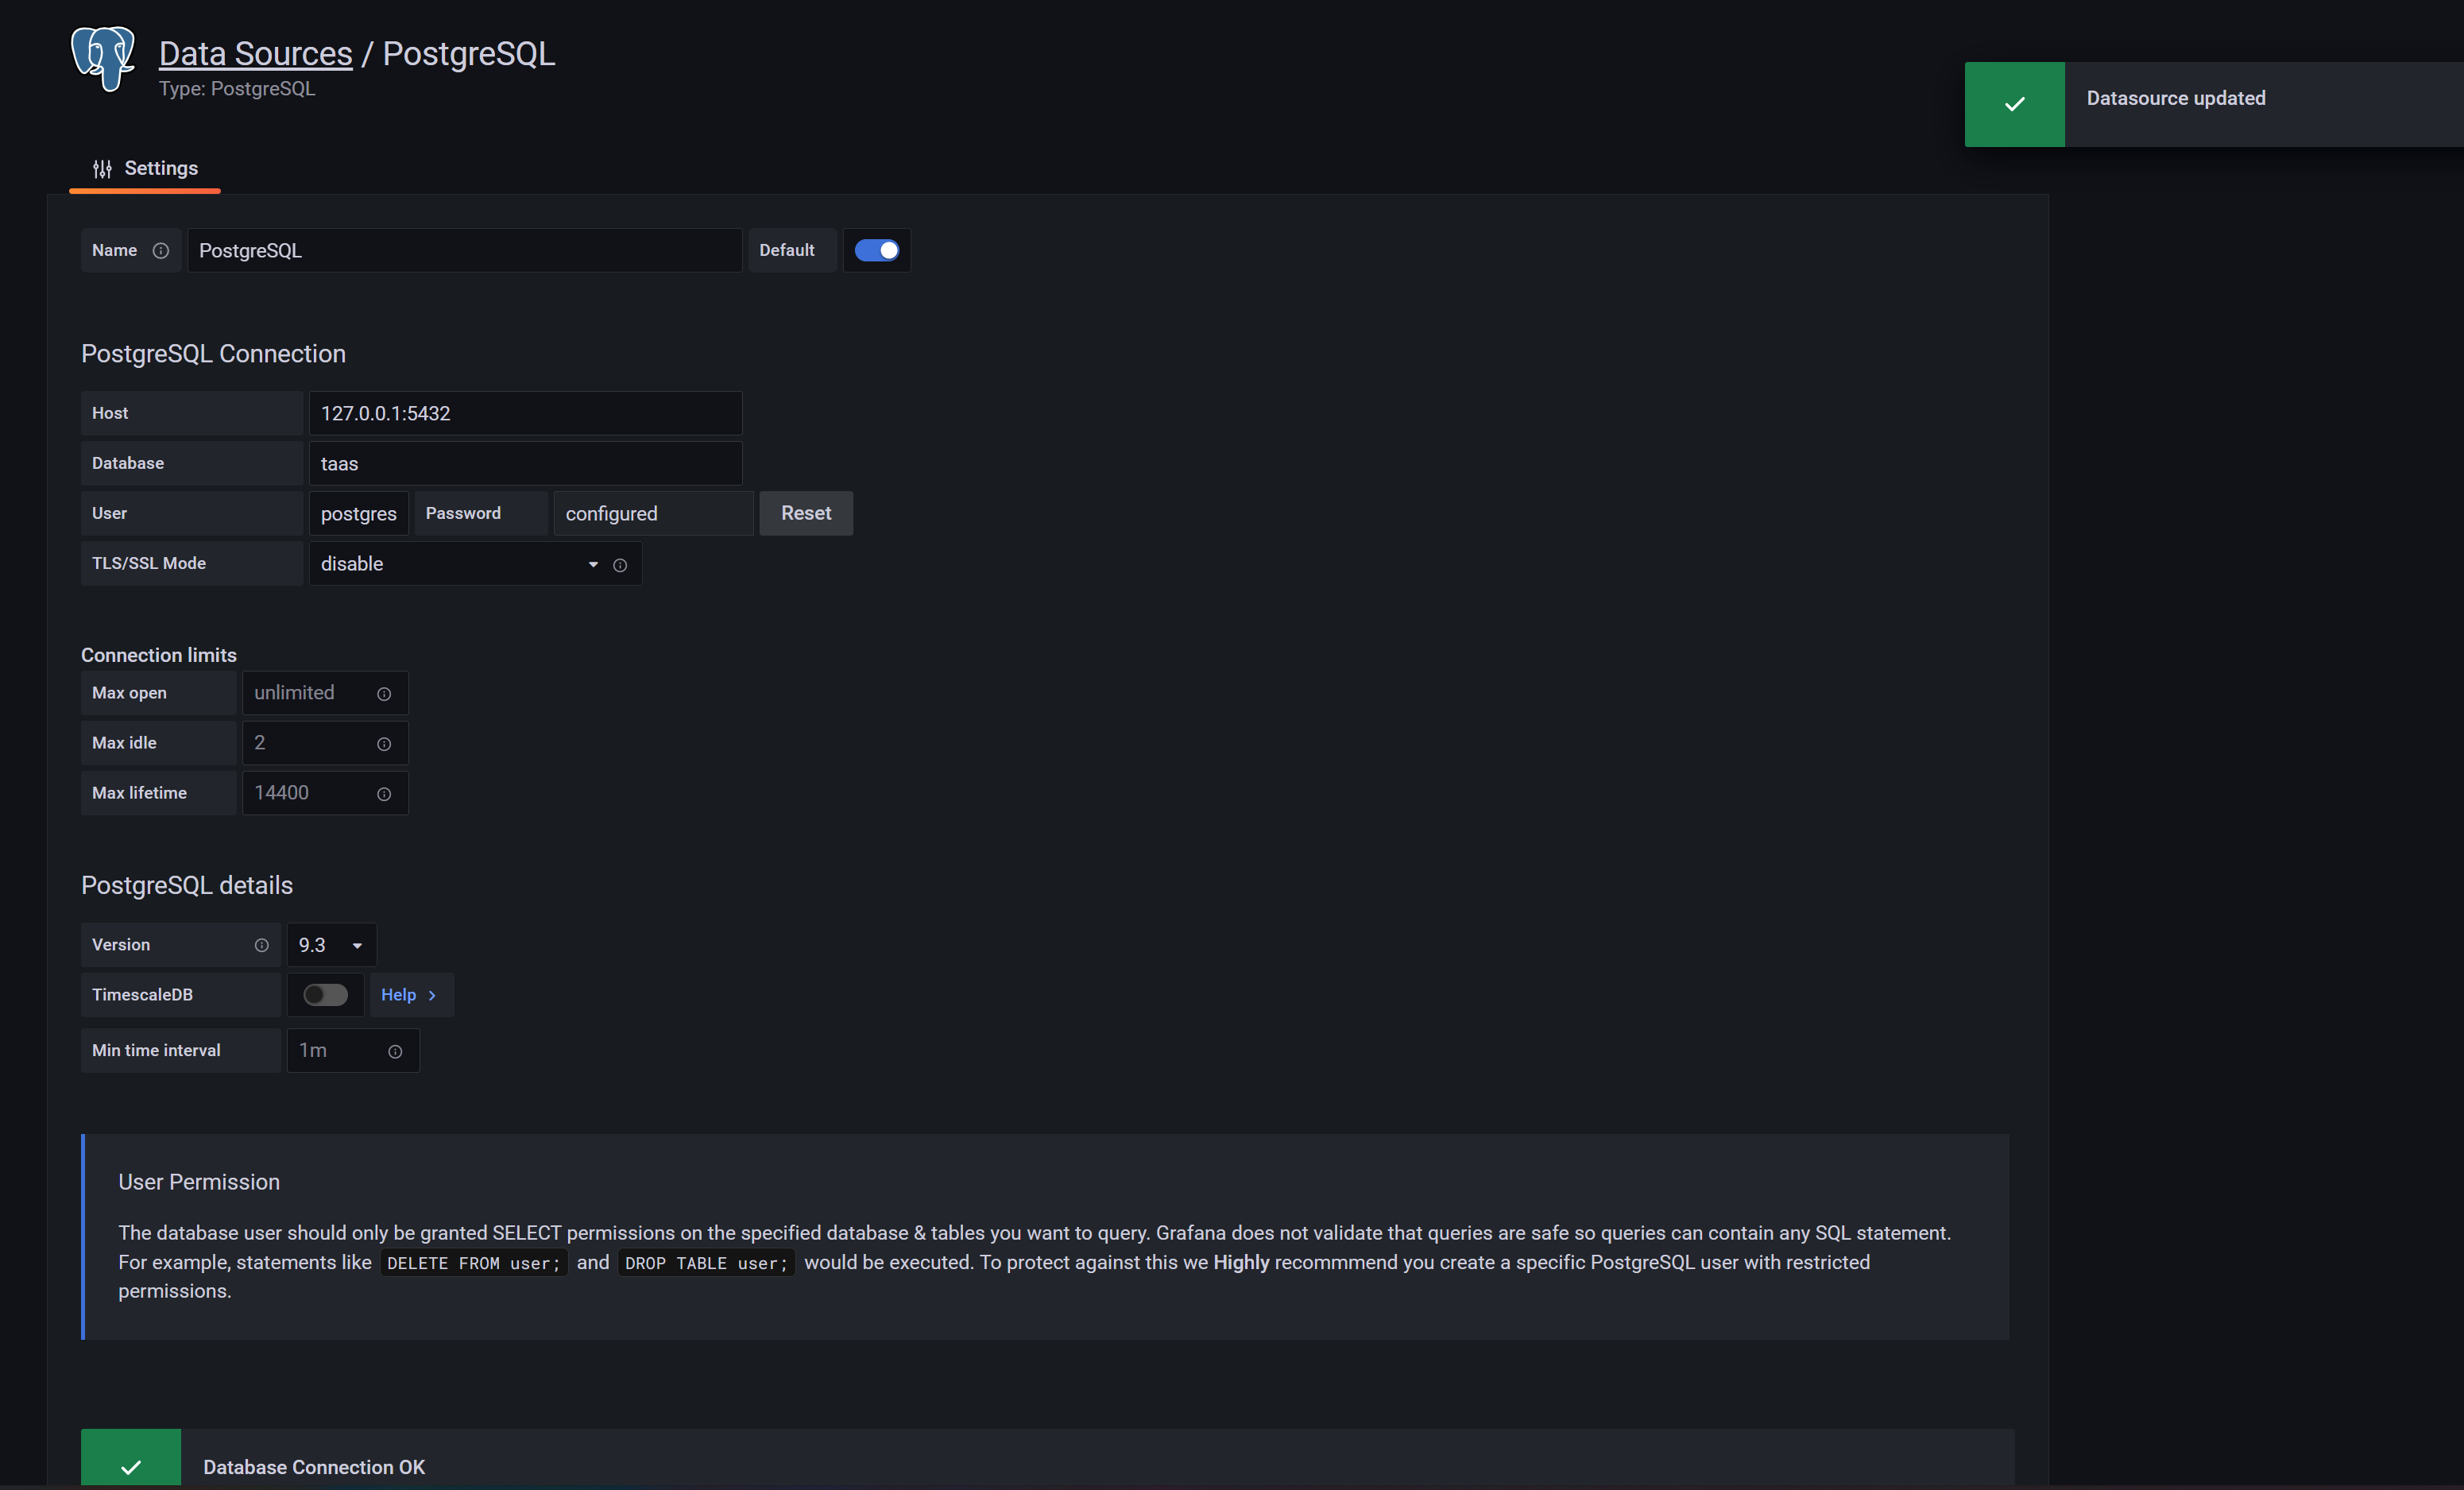 Data Sources / PostgreSQL
Type: PostgreSQL
Datasource updated
Settings
Name PostgreSQL Default
PostgreSQL Connection
Host 127.0.0.1:5432
Database taas
User postgres Password configured Reset
TLS/SSL Mode disable
Connection limits
Max open unlimited
Max idle 2
Max lifetime 14400
PostgreSQL details
Version 9.3
TimescaleDB Help
Min time interval 1m
User Permission
The database user should only be granted SELECT permissions on the specified database & tables you want to query. Grafana does not validate that queries are safe so queries can contain any SQL statement.
For example, statements like DELETE FROM user; and DROP TABLE user; would be executed. To protect against this we Highly recommmend you create a specific PostgreSQL user with restricted
permissions.
Database Connection OK